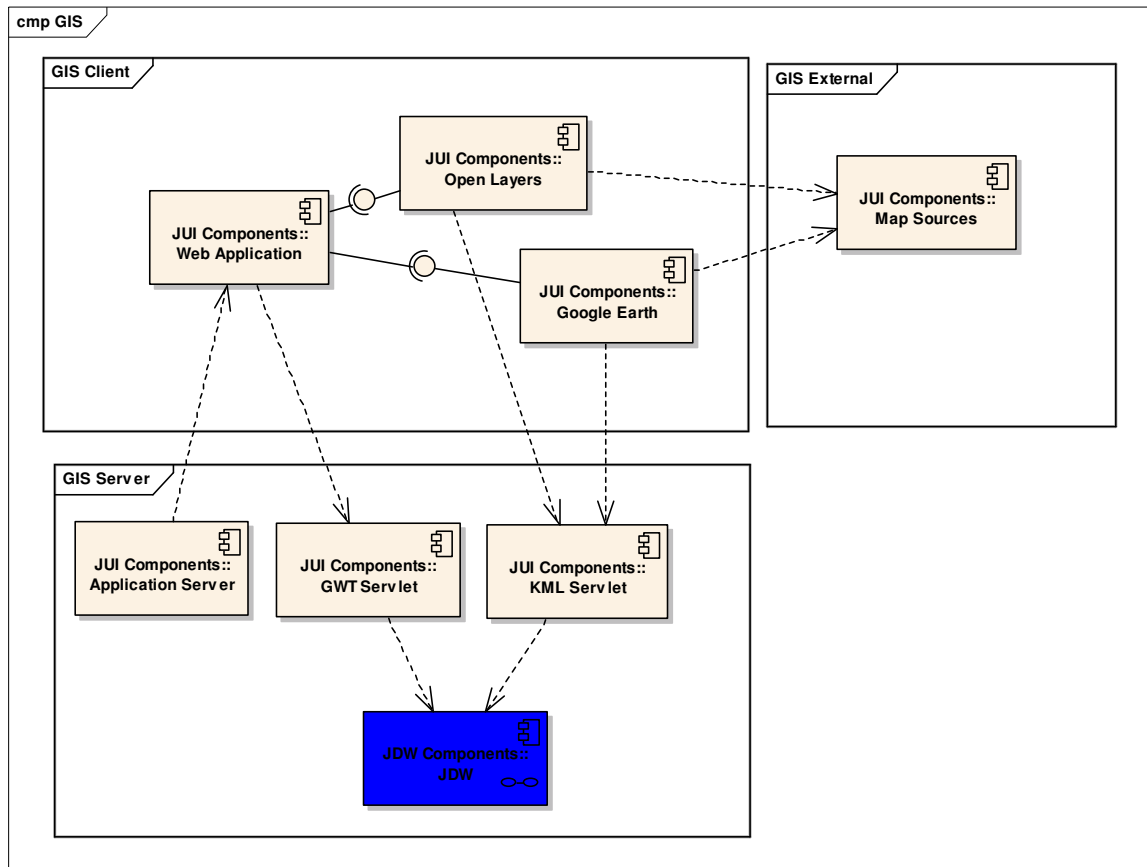 cmp GIS
GIS Client
GIS External
JUI Components::
Open Layers
JUI Components::
Map Sources
JUI Components::
Web Application
JUI Components::
Google Earth
GIS Server
JUI Components::
Application Server
JUI Components::
GWT Servlet
JUI Components::
KML Servlet
JDW Components::
JDW